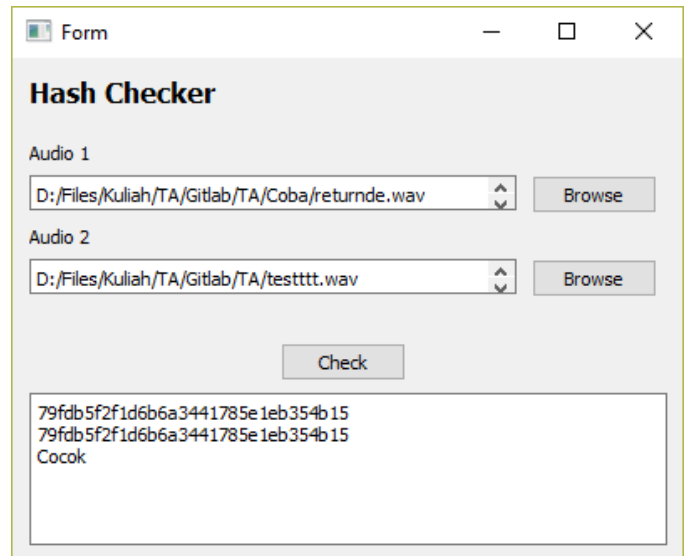 Form
Hash Checker
Audio 1
D:/Files/Kuliah/TA/Gitlab/TA/Coba/returnde.wav
Browse
Audio 2
D:/Files/Kuliah/TA/Gitlab/TA/testttt.wav
Browse
Check
79fdb5f2f1d6b6a3441785e1eb354b15
79fdb5f2f1d6b6a3441785e1eb354b15
Cocok